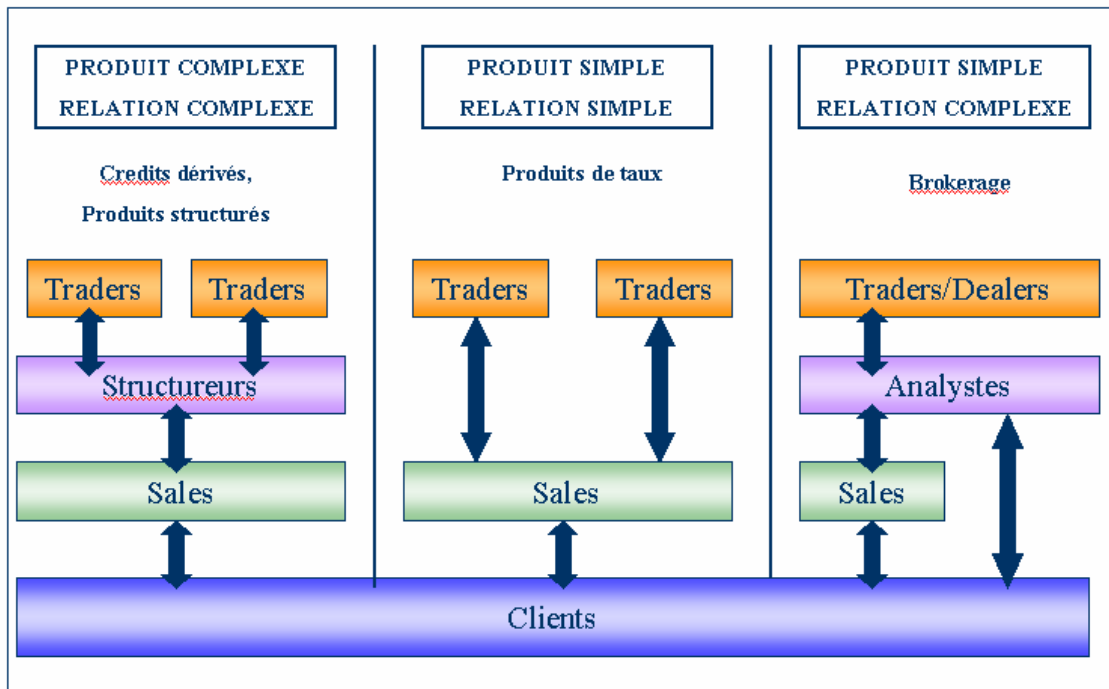 PRODUIT COMPLEXE
RELATION COMPLEXE
Credits dérivés,
Produits structurés
Traders
Traders
Structureurs
Sales
PRODUIT SIMPLE
RELATION SIMPLE
Produits de taux
Traders
Traders
Sales
PRODUIT SIMPLE
RELATION COMPLEXE
Brokerage
Traders/Dealers
Analystes
Sales
Clients